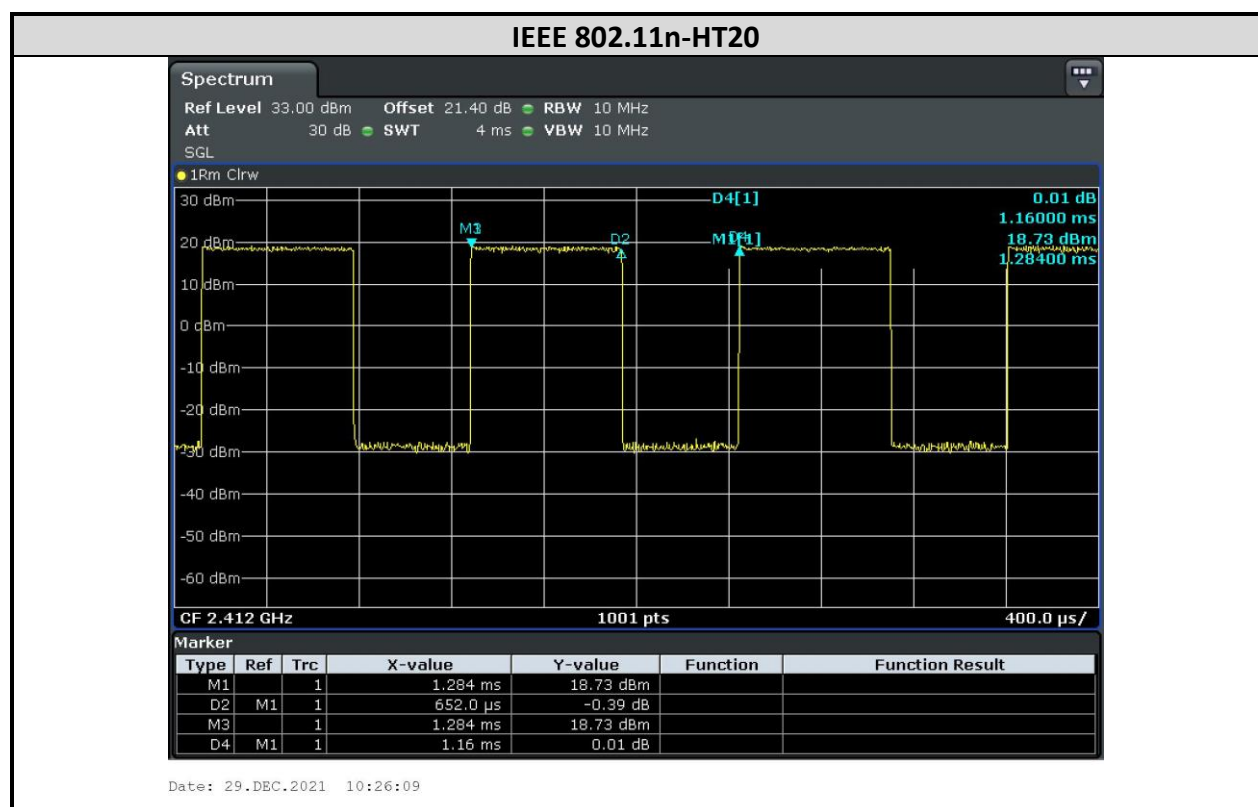 IEEE 802.11n-HT20
Spectrum
Ref Level 33.00 dBm Offset 21.40 dB RBW 10 MHz
Att 30 dB SWT 4 ms VBW 10 MHz
SGL
1Rm Clrw
30 dBm
D4[1] 0.01 dB
1.16000 ms
M3
D2
20 dBm
M1[1] 18.73 dBm
1.28400 ms
10 dBm
0 dBm
-10 dBm
-20 dBm
-30 dBm
-40 dBm
-50 dBm
-60 dBm
CF 2.412 GHz 1001 pts 400.0 µs/
Marker
Type Ref Trc X-value Y-value Function Function Result
M1 1 1.284 ms 18.73 dBm
D2 M1 1 652.0 µs -0.39 dB
M3 1 1.284 ms 18.73 dBm
D4 M1 1 1.16 ms 0.01 dB
Date: 29.DEC.2021 10:26:09